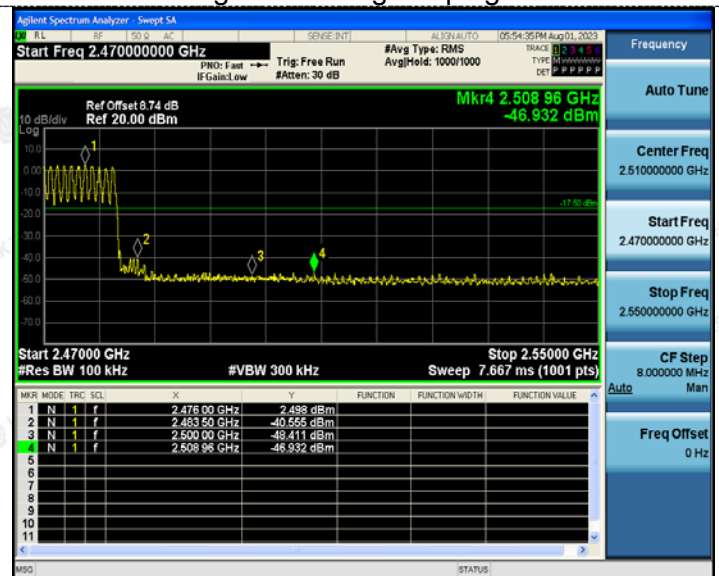 Agilent Spectrum Analyzer - Swept SA
RL RF 50 Ω AC SENSE:INT ALIGN AUTO 05:54:35 PM Aug 01, 2023
Start Freq 2.470000000 GHz
PNO: Fast
IFGain:Low
Trig: Free Run
#Atten: 30 dB
#Avg Type: RMS
Avg|Hold: 1000/1000
TRACE 1 2 3 4 5 6
TYPE M W W W W W
DET P P P P P P
Mkr4 2.508 96 GHz
-46.932 dBm
Ref Offset 8.74 dB
10 dB/div Ref 20.00 dBm
Log
10.0
0.00
-10.0
-20.0
-30.0
-40.0
-50.0
-60.0
-70.0
1
2
3
4
-17.50 dBm
Start 2.47000 GHz Stop 2.55000 GHz
#Res BW 100 kHz #VBW 300 kHz Sweep 7.667 ms (1001 pts)
MKR MODE TRC SCL X Y FUNCTION FUNCTION WIDTH FUNCTION VALUE
1 N 1 f 2.476 00 GHz 2.498 dBm
2 N 1 f 2.483 50 GHz -40.555 dBm
3 N 1 f 2.500 00 GHz -48.411 dBm
4 N 1 f 2.508 96 GHz -46.932 dBm
5
6
7
8
9
10
11
MSG STATUS
Frequency
Auto Tune
Center Freq
2.510000000 GHz
Start Freq
2.470000000 GHz
Stop Freq
2.550000000 GHz
CF Step
8.000000 MHz
Auto Man
Freq Offset
0 Hz